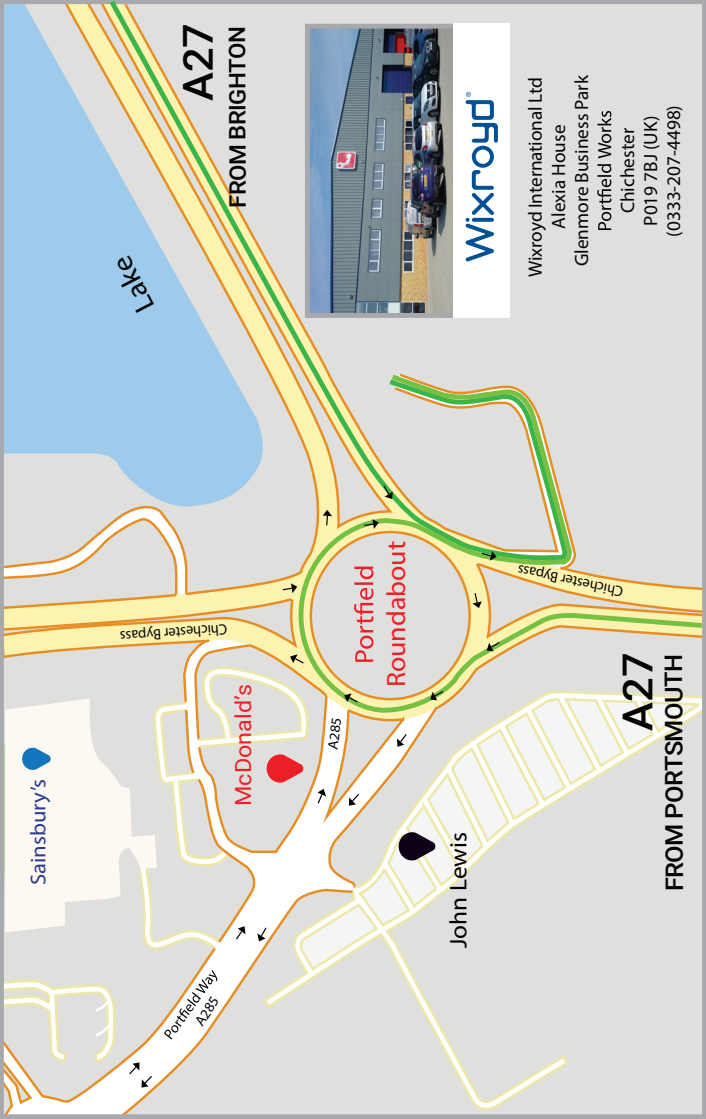 Sainsbury's
McDonald's
John Lewis
Portfield Way
A285
A285
Chichester Bypass
Portfield
Roundabout
Chichester Bypass
Lake
A27
FROM PORTSMOUTH
A27
FROM BRIGHTON
Wixroyd®
Wixroyd International Ltd
Alexia House
Glenmore Business Park
Portfield Works
Chichester
P019 7BJ (UK)
(0333-207-4498)